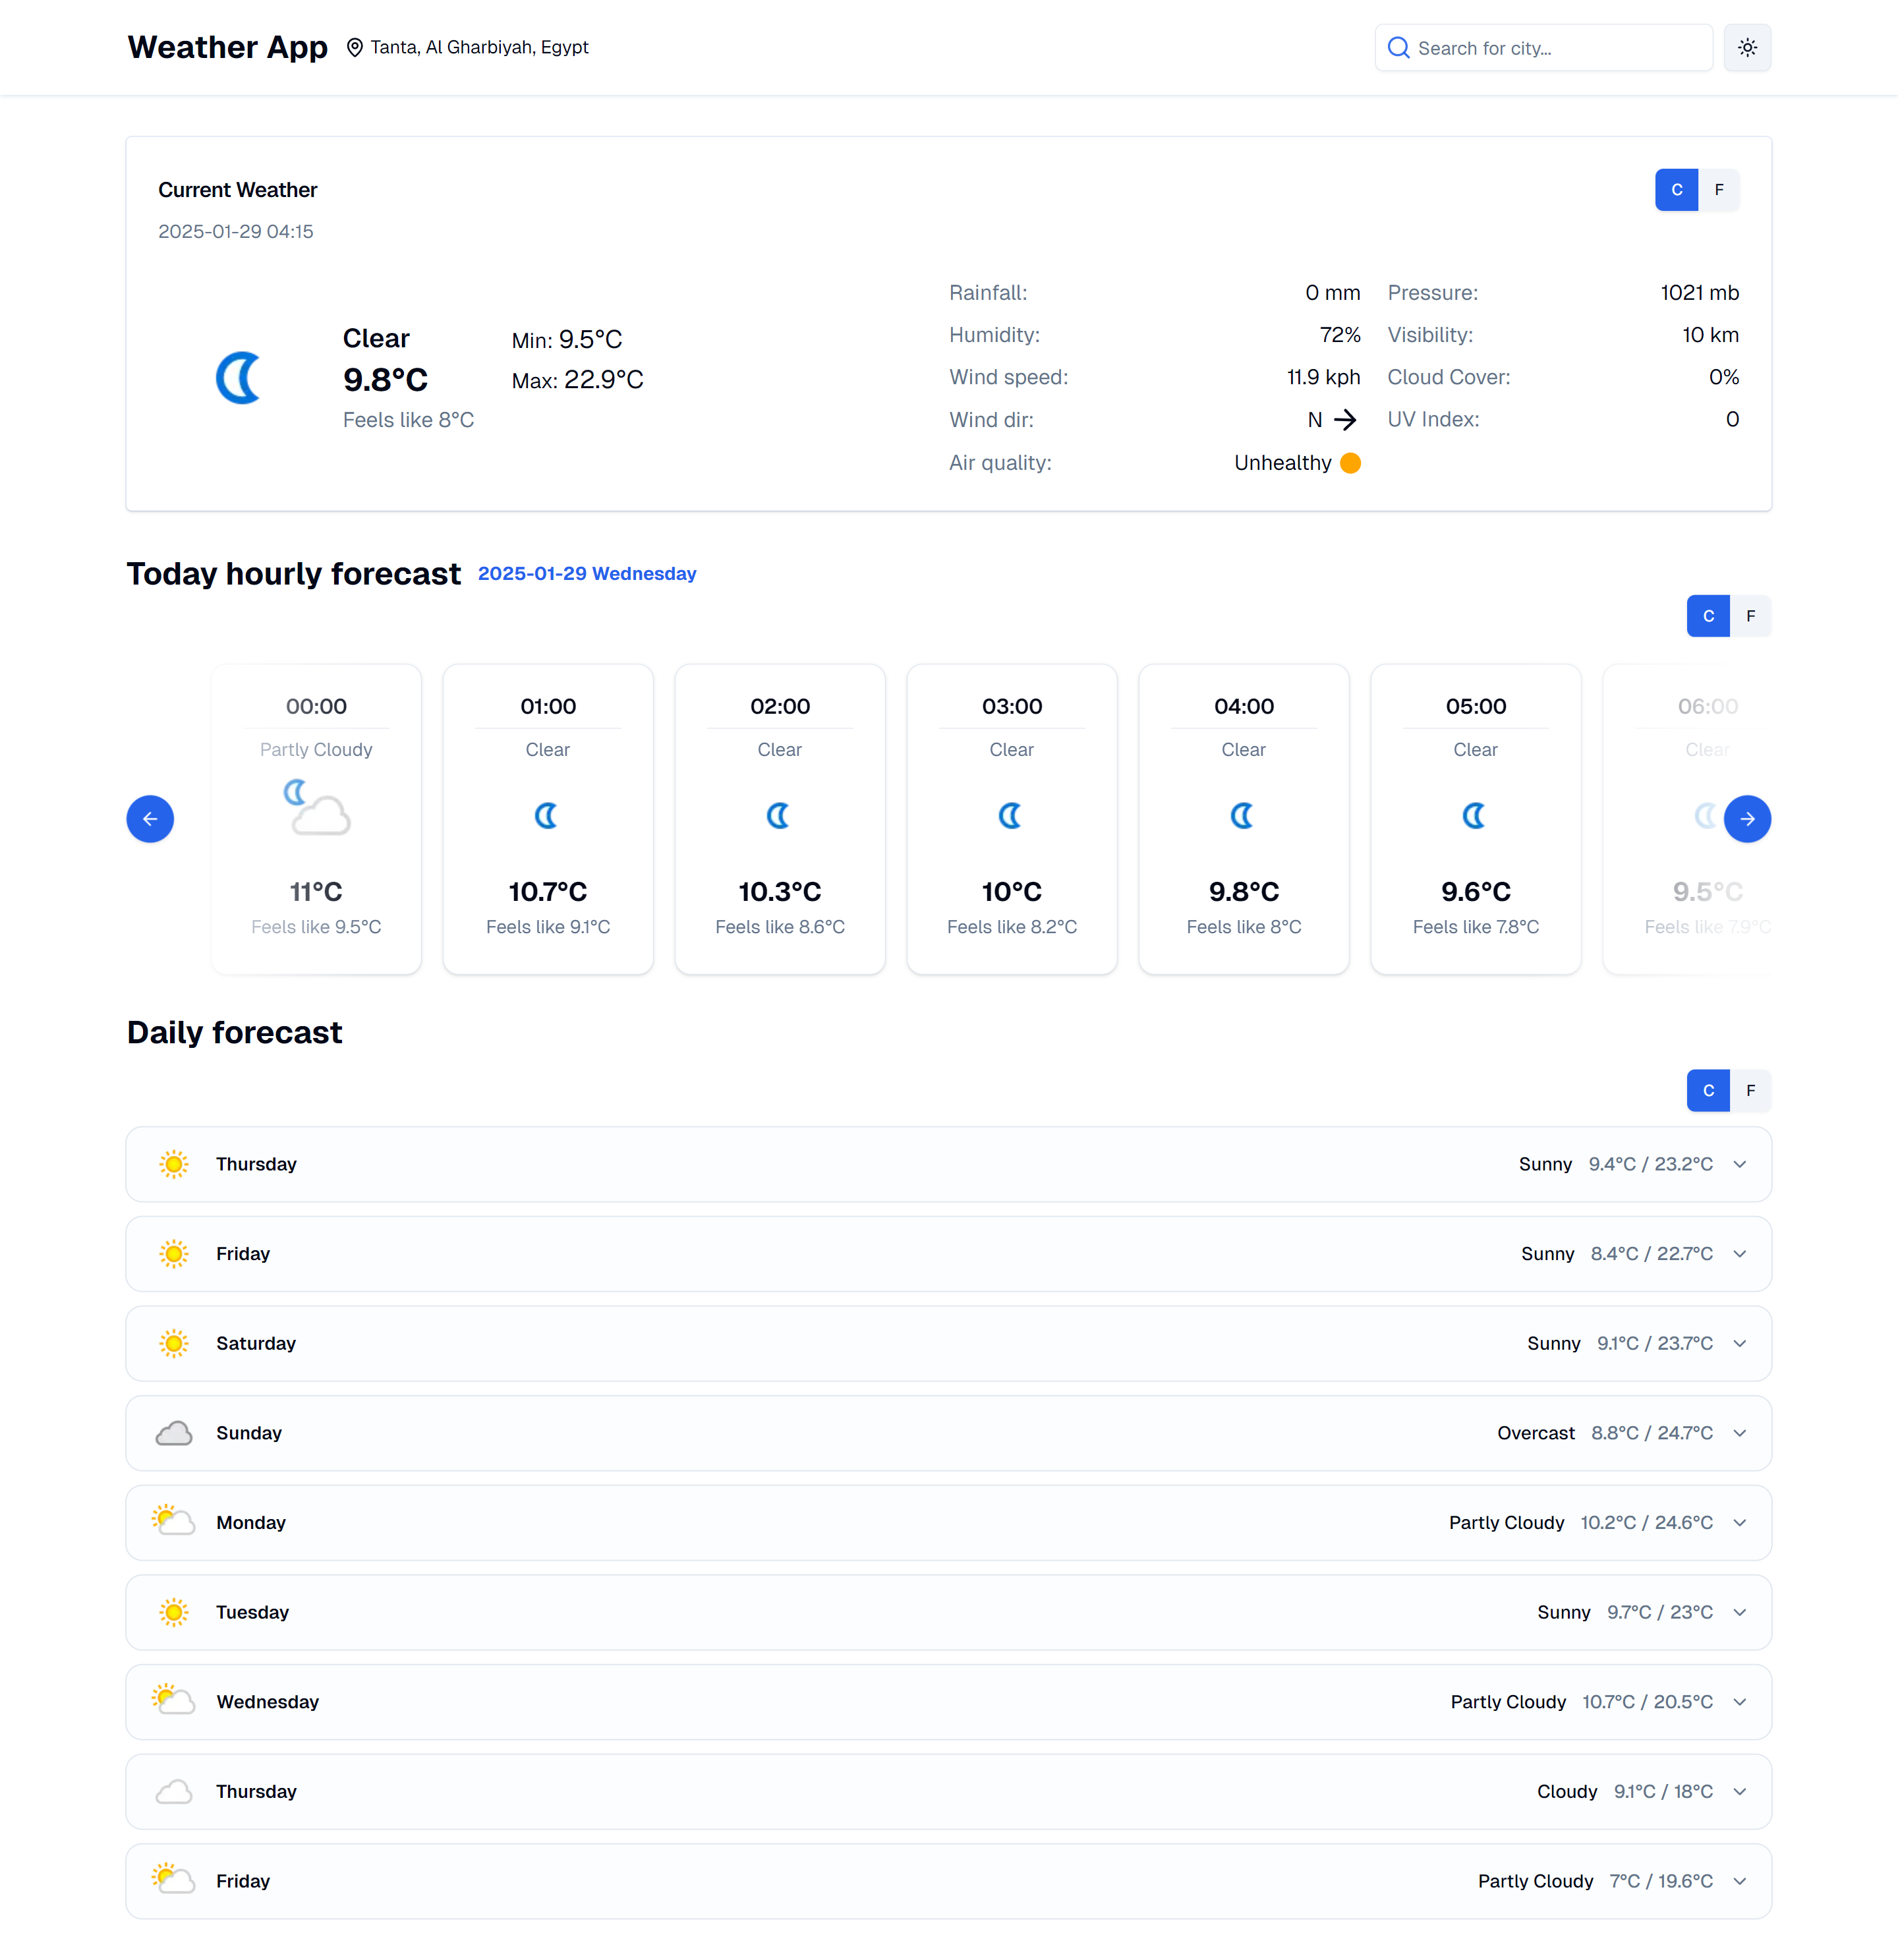 Weather App
Tanta, Al Gharbiyah, Egypt
Search for city...
Current Weather
C F
2025-01-29 04:15
Clear
9.8°C
Feels like 8°C
Min: 9.5°C
Max: 22.9°C
Rainfall: 0 mm
Humidity: 72%
Wind speed: 11.9 kph
Wind dir: N
Air quality: Unhealthy
Pressure: 1021 mb
Visibility: 10 km
Cloud Cover: 0%
UV Index: 0
Today hourly forecast 2025-01-29 Wednesday
C F
00:00
Partly Cloudy
11°C
Feels like 9.5°C
01:00
Clear
10.7°C
Feels like 9.1°C
02:00
Clear
10.3°C
Feels like 8.6°C
03:00
Clear
10°C
Feels like 8.2°C
04:00
Clear
9.8°C
Feels like 8°C
05:00
Clear
9.6°C
Feels like 7.8°C
06:00
Clear
9.5°C
Feels like 7.9°C
Daily forecast
C F
Thursday Sunny 9.4°C / 23.2°C
Friday Sunny 8.4°C / 22.7°C
Saturday Sunny 9.1°C / 23.7°C
Sunday Overcast 8.8°C / 24.7°C
Monday Partly Cloudy 10.2°C / 24.6°C
Tuesday Sunny 9.7°C / 23°C
Wednesday Partly Cloudy 10.7°C / 20.5°C
Thursday Cloudy 9.1°C / 18°C
Friday Partly Cloudy 7°C / 19.6°C